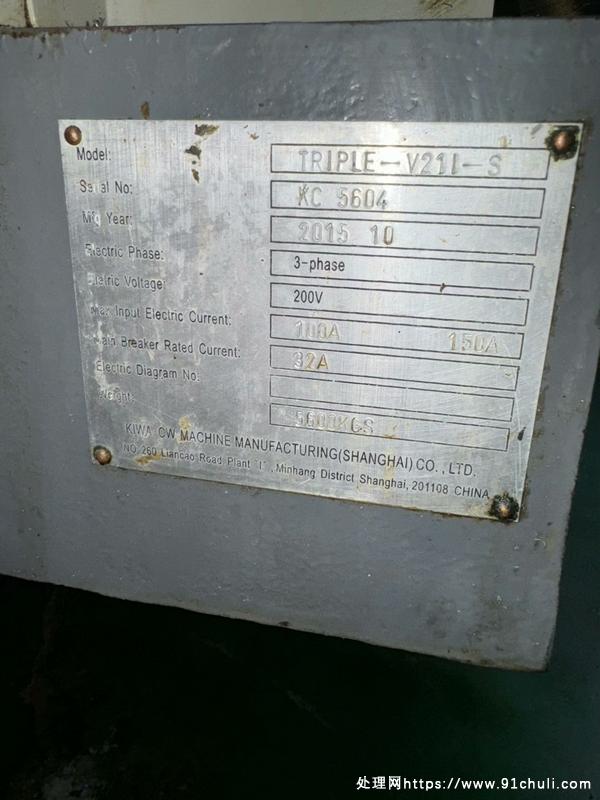 Model: TRIPLE-V21I-S
Serial No: KC 5604
Mfg Year: 2015 10
Electric Phase: 3-phase
Eletric Voltage: 200V
Max Input Electric Current: 100A 150A
Main Breaker Rated Current: 32A
Electric Diagram No:
Weight: 5600KGS
KIWA CW MACHINE MANUFACTURING(SHANGHAI) CO., LTD.
NO. 260 Liancao Road, Plant "I", Minhang District Shanghai, 201108 CHINA
处理网https://www.91chuli.com